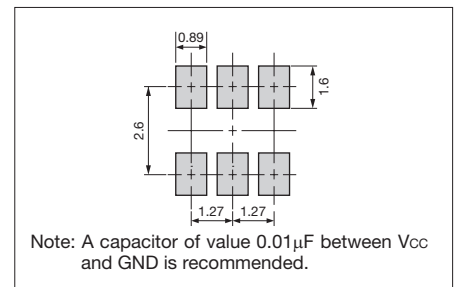 0.89
1.6
2.6
1.27 1.27
Note: A capacitor of value 0.01μF between Vcc
and GND is recommended.